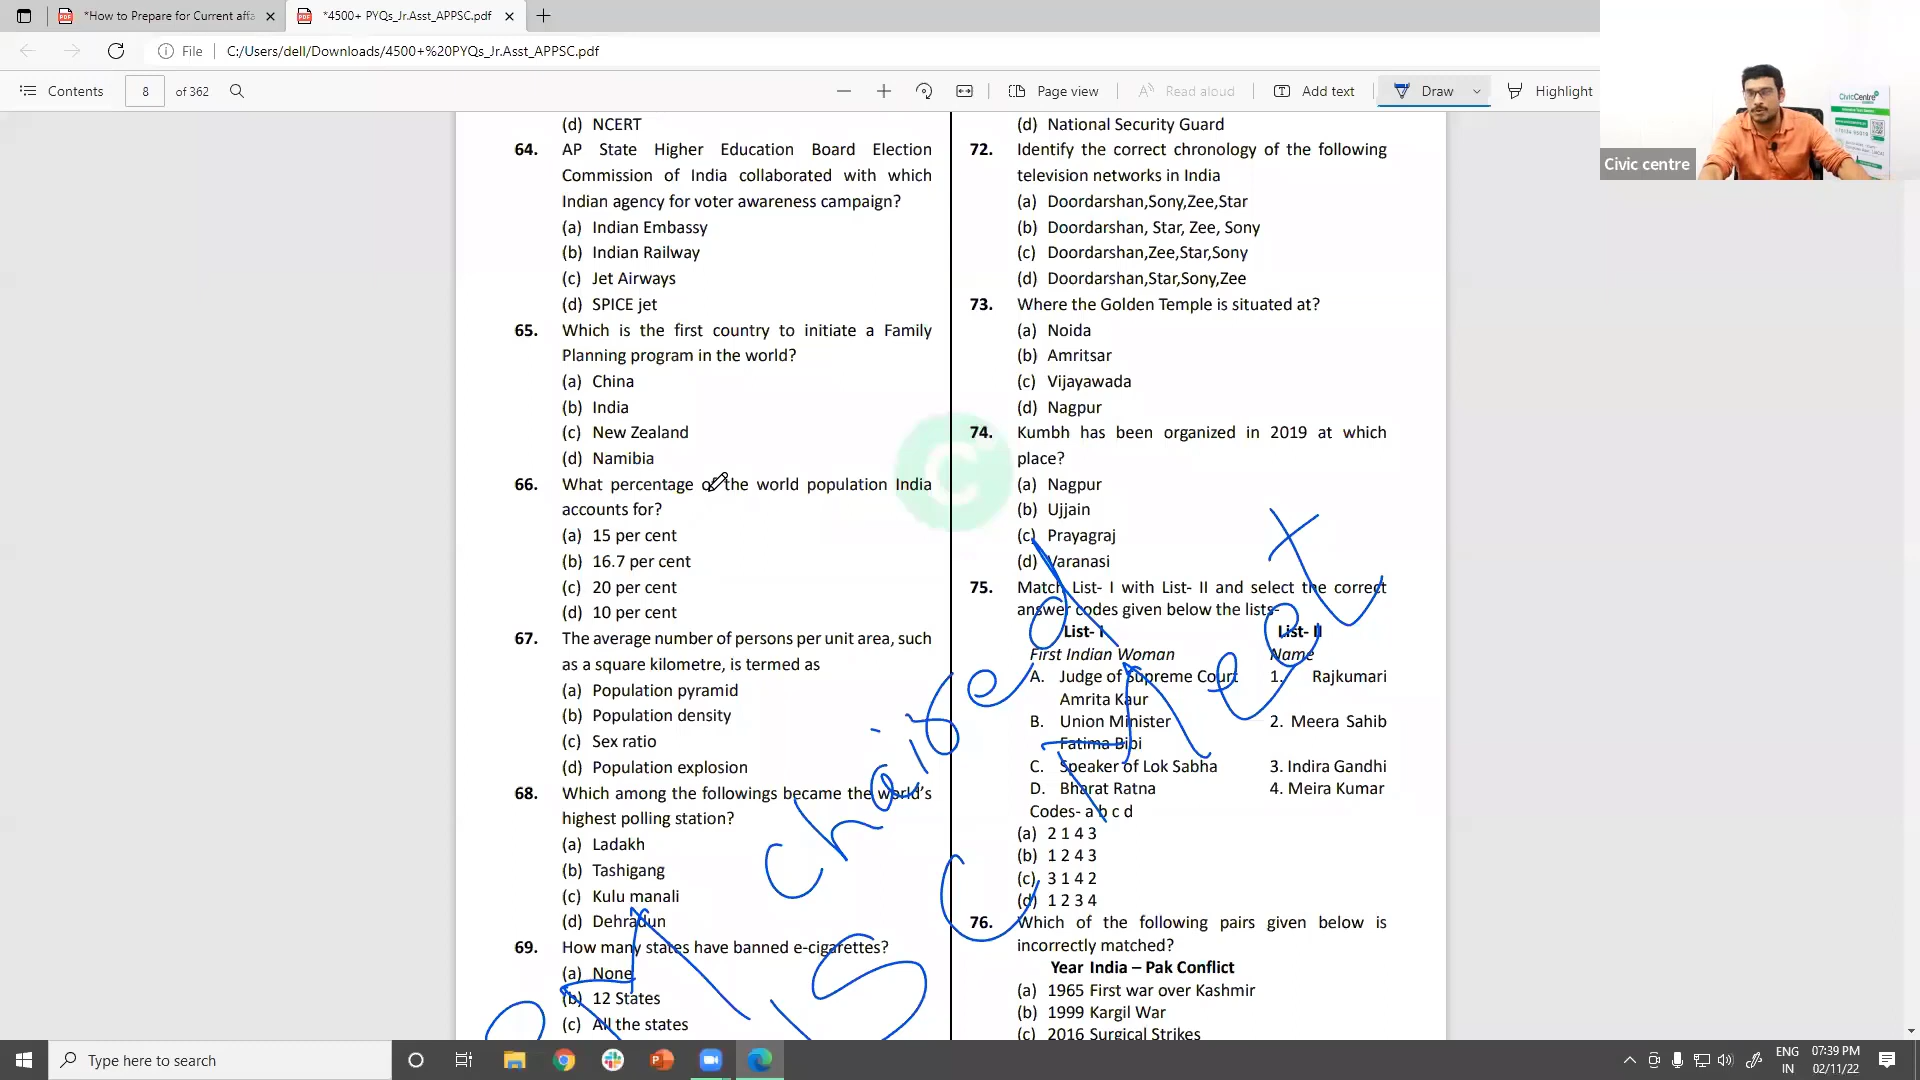 *How to Prepare for Current affa
*4500+ PYQs_Jr.Asst_APPSC.pdf
File
C:/Users/dell/Downloads/4500+%20PYQs_Jr.Asst_APPSC.pdf
Contents
8
of 362
Page view
Read aloud
Add text
Draw
Highlight
Civic centre
CivicCentre
(d) NCERT
64. AP State Higher Education Board Election
Commission of India collaborated with which
Indian agency for voter awareness campaign?
(a) Indian Embassy
(b) Indian Railway
(c) Jet Airways
(d) SPICE jet
65. Which is the first country to initiate a Family
Planning program in the world?
(a) China
(b) India
(c) New Zealand
(d) Namibia
66. What percentage of the world population India
accounts for?
(a) 15 per cent
(b) 16.7 per cent
(c) 20 per cent
(d) 10 per cent
67. The average number of persons per unit area, such
as a square kilometre, is termed as
(a) Population pyramid
(b) Population density
(c) Sex ratio
(d) Population explosion
68. Which among the followings became the world's
highest polling station?
(a) Ladakh
(b) Tashigang
(c) Kulu manali
(d) Dehradun
69. How many states have banned e-cigarettes?
(a) None
(b) 12 States
(c) All the states
(d) National Security Guard
72. Identify the correct chronology of the following
television networks in India
(a) Doordarshan,Sony,Zee,Star
(b) Doordarshan, Star, Zee, Sony
(c) Doordarshan,Zee,Star,Sony
(d) Doordarshan,Star,Sony,Zee
73. Where the Golden Temple is situated at?
(a) Noida
(b) Amritsar
(c) Vijayawada
(d) Nagpur
74. Kumbh has been organized in 2019 at which
place?
(a) Nagpur
(b) Ujjain
(c) Prayagraj
(d) Varanasi
75. Match List- I with List- II and select the correct
answer codes given below the lists-
List- I List- II
First Indian Woman Name
A. Judge of Supreme Court 1. Rajkumari
Amrita Kaur
B. Union Minister 2. Meera Sahib
Fatima Bibi
C. Speaker of Lok Sabha 3. Indira Gandhi
D. Bharat Ratna 4. Meira Kumar
Codes- a b c d
(a) 2 1 4 3
(b) 1 2 4 3
(c) 3 1 4 2
(d) 1 2 3 4
76. Which of the following pairs given below is
incorrectly matched?
Year India – Pak Conflict
(a) 1965 First war over Kashmir
(b) 1999 Kargil War
(c) 2016 Surgical Strikes
C
chaired
Meet
SC
Type here to search
ENG
IN
07:39 PM
02/11/22